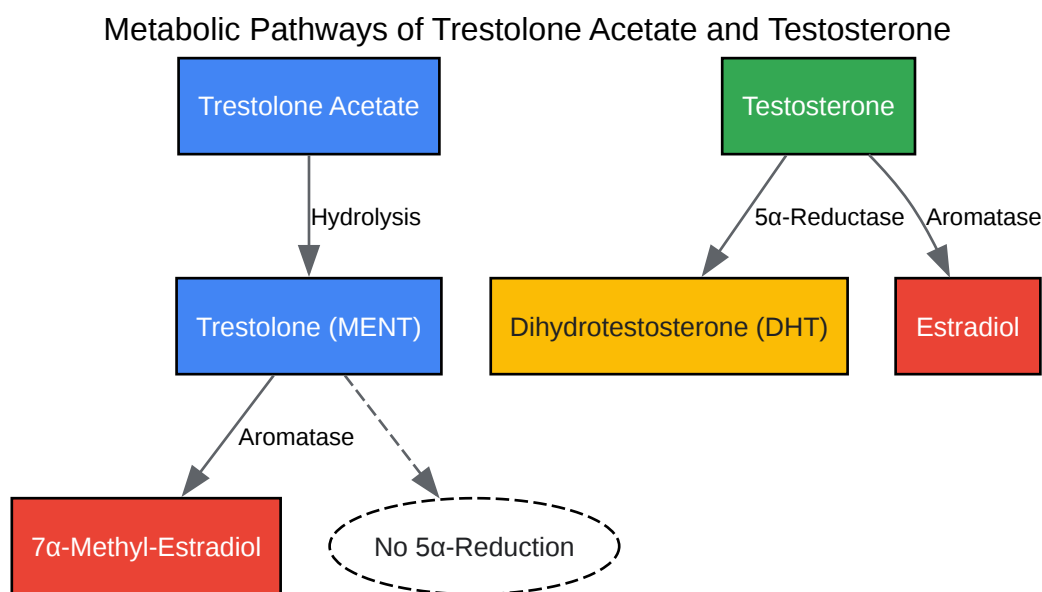 Metabolic Pathways of Trestolone Acetate and Testosterone
Trestolone Acetate
Testosterone
Hydrolysis
5α-Reductase
Aromatase
Trestolone (MENT)
Dihydrotestosterone (DHT)
Estradiol
Aromatase
7α-Methyl-Estradiol
No 5α-Reduction